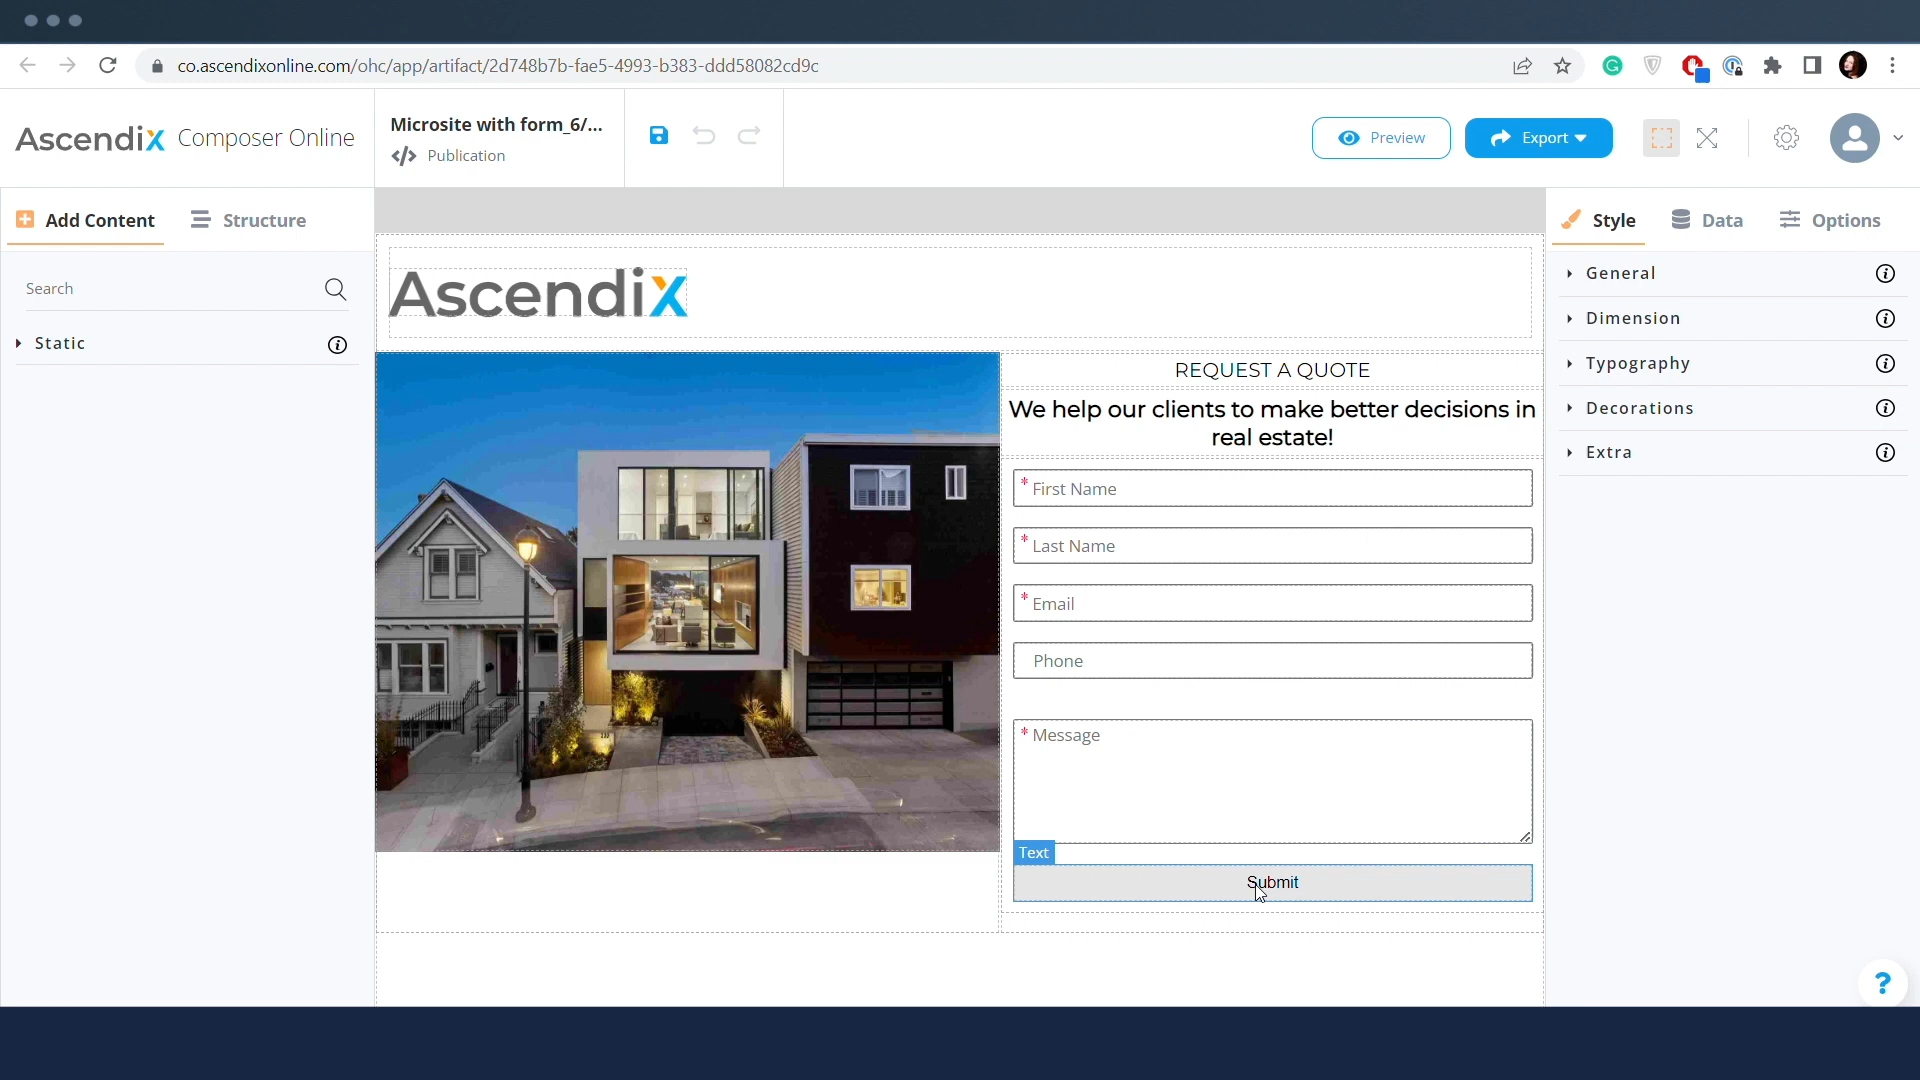 co.ascendixonline.com/ohc/app/artifact/2d748b7b-fae5-4993-b383-ddd58082cd9c
Ascendix Composer Online
Microsite with form_6/...
</> Publication
Preview
Export
Add Content
Structure
Style
Data
Options
Search
Static
General
Dimension
Typography
Decorations
Extra
Ascendix
REQUEST A QUOTE
We help our clients to make better decisions in
real estate!
* First Name
* Last Name
* Email
Phone
* Message
Text
Submit
?